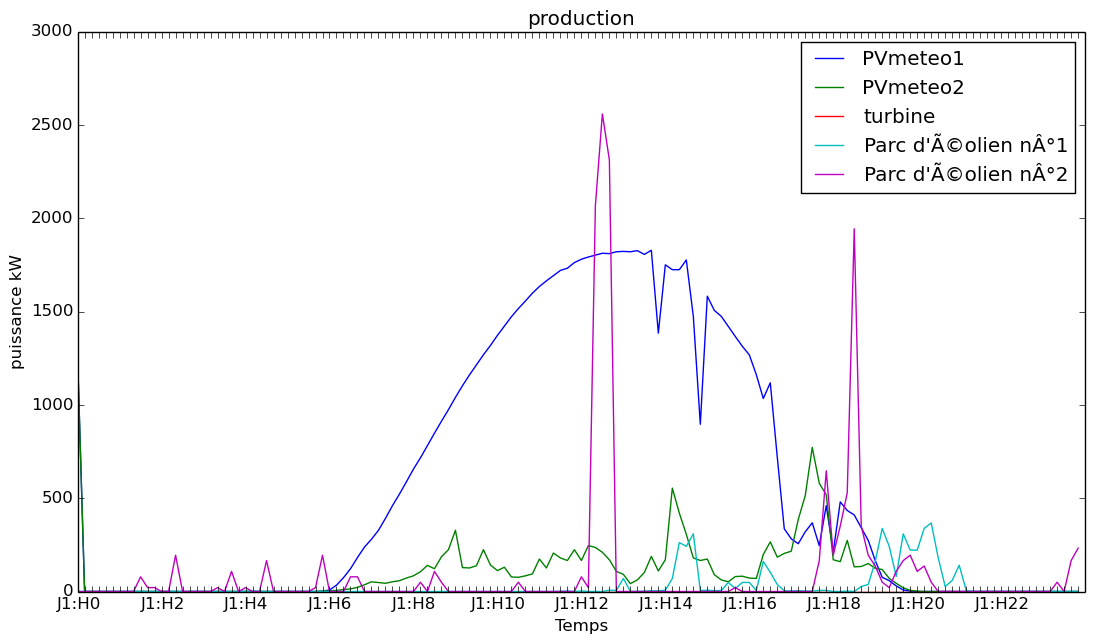 production
3000
2500
2000
1500
1000
500
0
puissance kW
PVmeteo1
PVmeteo2
turbine
Parc d'Ã©olien nÂ°1
Parc d'Ã©olien nÂ°2
J1:H0 J1:H2 J1:H4 J1:H6 J1:H8 J1:H10 J1:H12 J1:H14 J1:H16 J1:H18 J1:H20 J1:H22
Temps